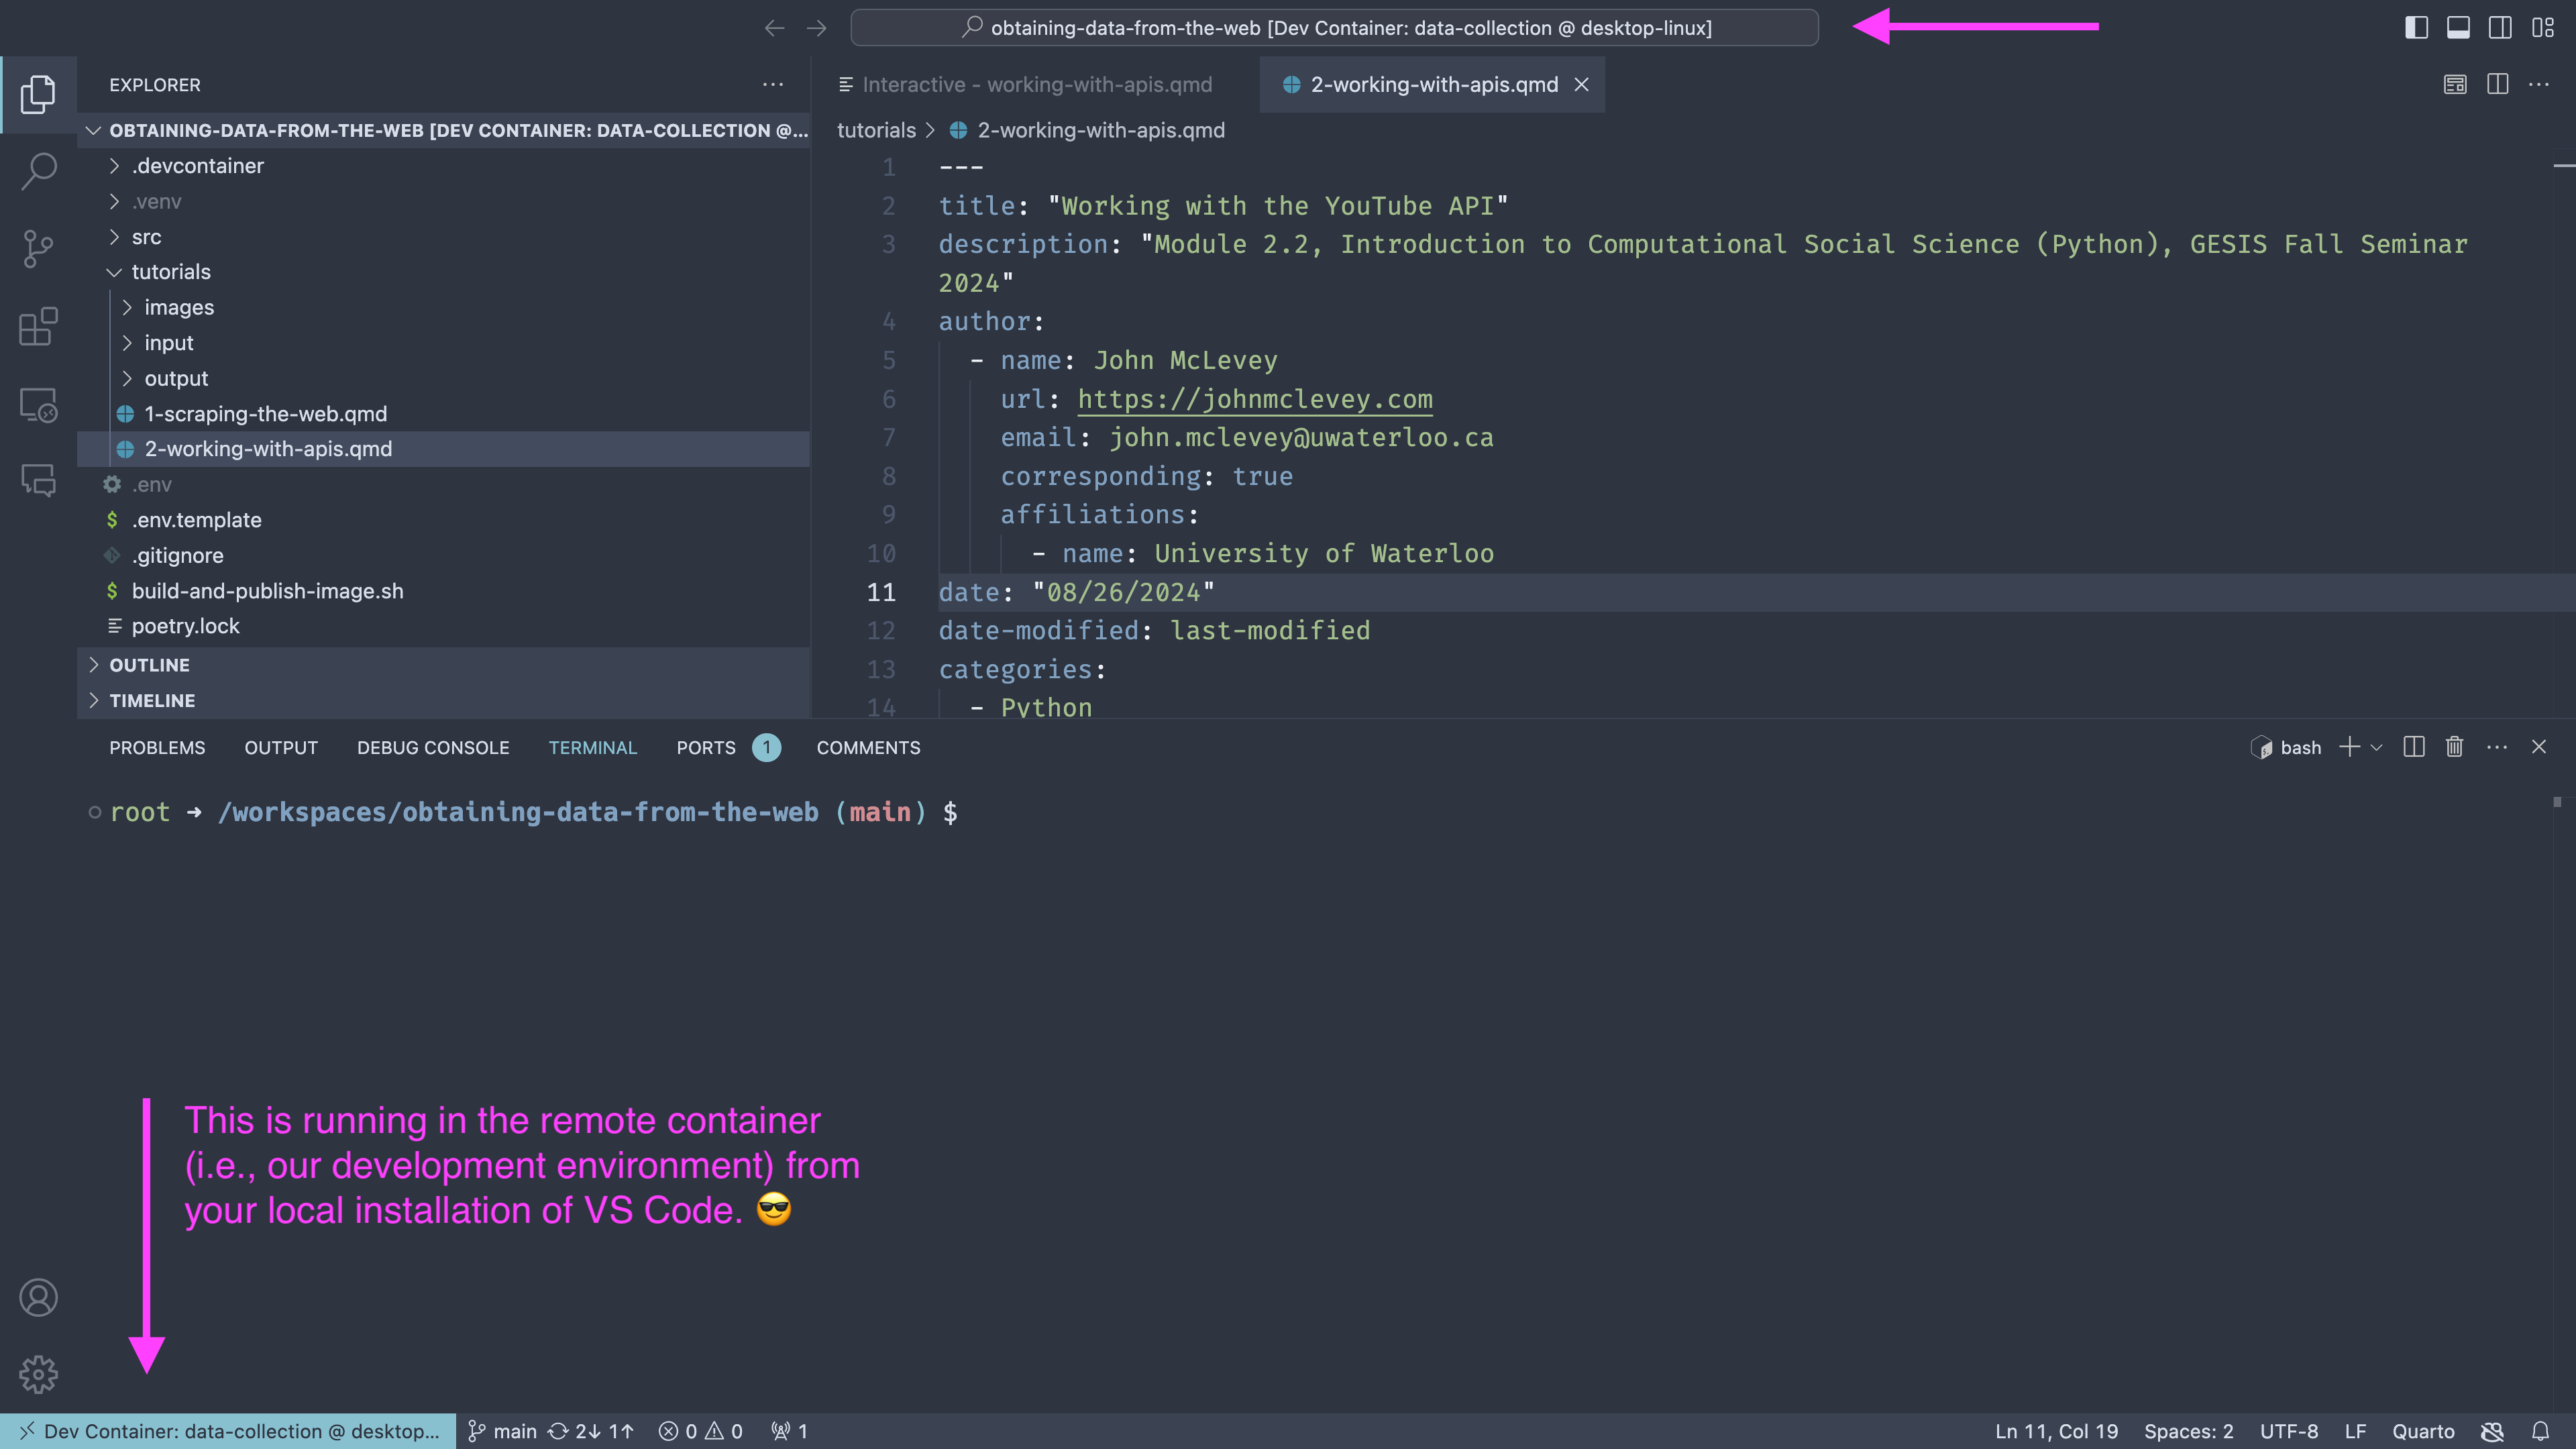 obtaining-data-from-the-web [Dev Container: data-collection @ desktop-linux]
EXPLORER
OBTAINING-DATA-FROM-THE-WEB [DEV CONTAINER: DATA-COLLECTION @...
.devcontainer
.venv
src
tutorials
images
input
output
1-scraping-the-web.qmd
2-working-with-apis.qmd
.env
$ .env.template
.gitignore
$ build-and-publish-image.sh
poetry.lock
OUTLINE
TIMELINE
Interactive - working-with-apis.qmd
2-working-with-apis.qmd
tutorials > 2-working-with-apis.qmd
1 ---
2 title: "Working with the YouTube API"
3 description: "Module 2.2, Introduction to Computational Social Science (Python), GESIS Fall Seminar
2024"
4 author:
5 - name: John McLevey
6 url: https://johnmclevey.com
7 email: john.mclevey@uwaterloo.ca
8 corresponding: true
9 affiliations:
10 - name: University of Waterloo
11 date: "08/26/2024"
12 date-modified: last-modified
13 categories:
14 - Python
PROBLEMS OUTPUT DEBUG CONSOLE TERMINAL PORTS 1 COMMENTS
bash
root ➜ /workspaces/obtaining-data-from-the-web (main) $
This is running in the remote container
(i.e., our development environment) from
your local installation of VS Code. 😎
Dev Container: data-collection @ desktop... main 2↓ 1↑ 0 0 1
Ln 11, Col 19 Spaces: 2 UTF-8 LF Quarto